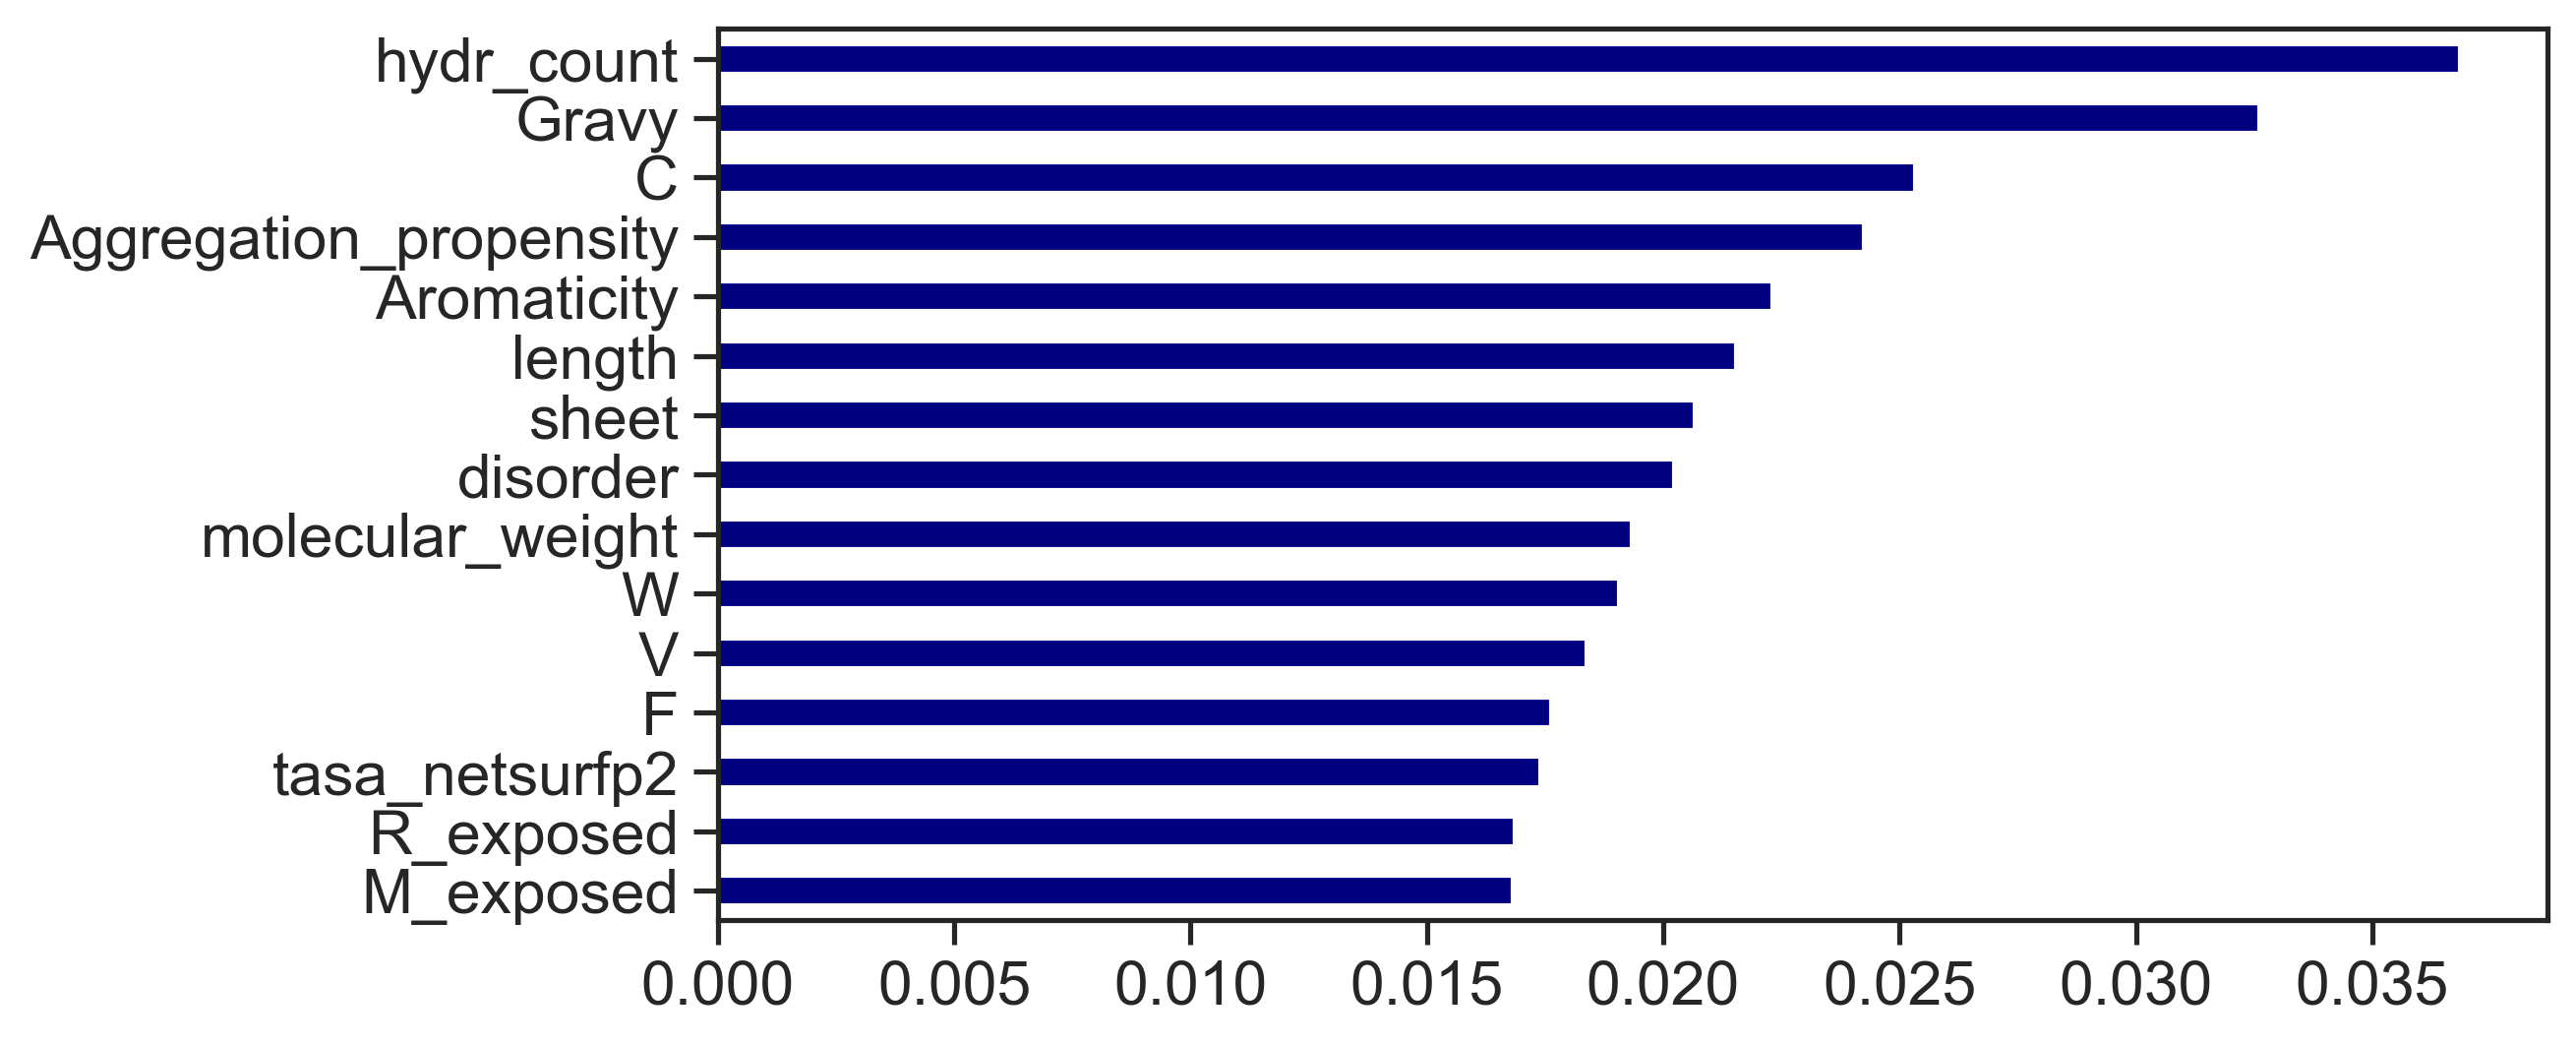 hydr_count
Gravy
C
Aggregation_propensity
Aromaticity
length
sheet
disorder
molecular_weight
W
V
F
tasa_netsurfp2
R_exposed
M_exposed
0.000 0.005 0.010 0.015 0.020 0.025 0.030 0.035